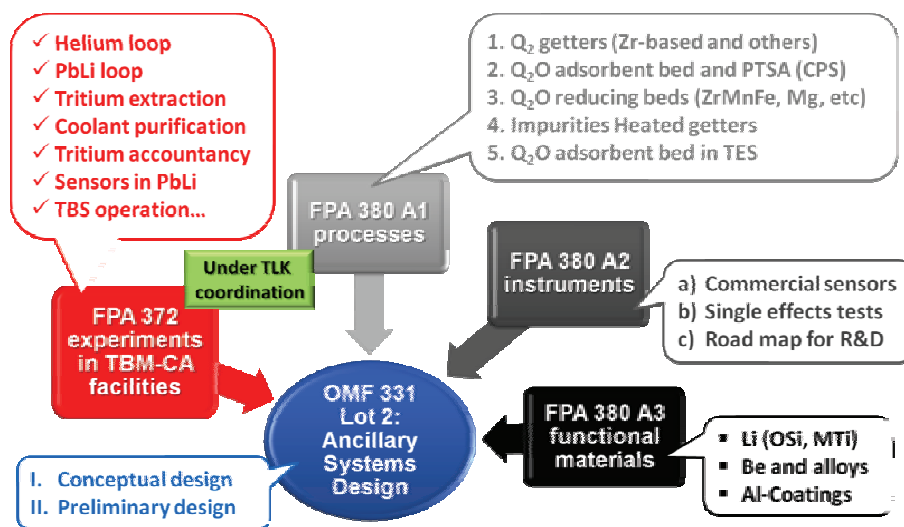 ✓ Helium loop
✓ PbLi loop
✓ Tritium extraction
✓ Coolant purification
✓ Tritium accountancy
✓ Sensors in PbLi
✓ TBS operation...
1. Q₂ getters (Zr-based and others)
2. Q₂O adsorbent bed and PTSA (CPS)
3. Q₂O reducing beds (ZrMnFe, Mg, etc)
4. Impurities Heated getters
5. Q₂O adsorbent bed in TES
FPA 380 A1
processes
Under TLK
coordination
FPA 380 A2
instruments
a) Commercial sensors
b) Single effects tests
c) Road map for R&D
FPA 372
experiments
in TBM-CA
facilities
OMF 331
Lot 2:
Ancillary
Systems
Design
FPA 380 A3
functional
materials
▪ Li (OSi, MTi)
▪ Be and alloys
▪ Al-Coatings
I. Conceptual design
II. Preliminary design